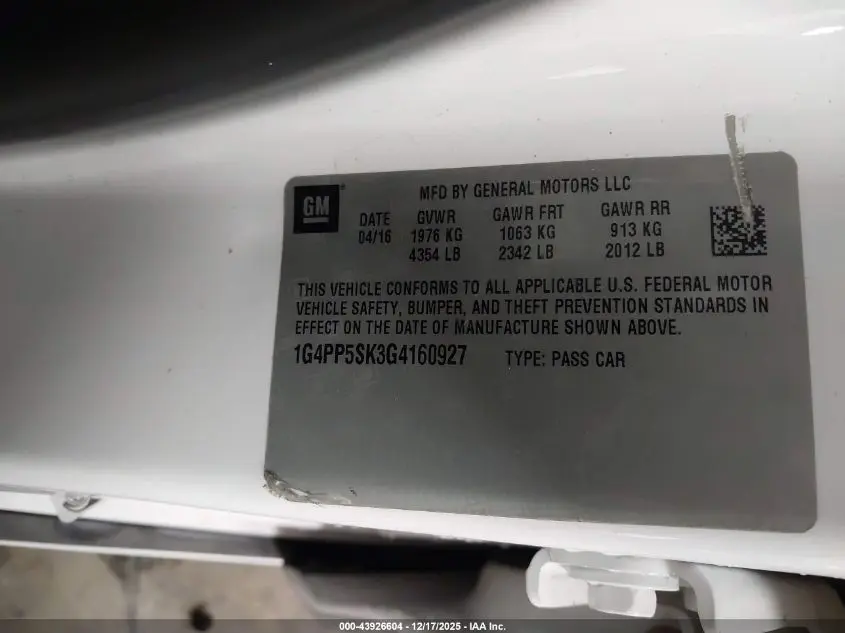 GM
MFD BY GENERAL MOTORS LLC
DATE GVWR GAWR FRT GAWR RR
04/16 1976 KG 1063 KG 913 KG
4354 LB 2342 LB 2012 LB
THIS VEHICLE CONFORMS TO ALL APPLICABLE U.S. FEDERAL MOTOR
VEHICLE SAFETY, BUMPER, AND THEFT PREVENTION STANDARDS IN
EFFECT ON THE DATE OF MANUFACTURE SHOWN ABOVE.
1G4PP5SK3G4160927 TYPE: PASS CAR
000-43926604 - 12/17/2025 - IAA Inc.